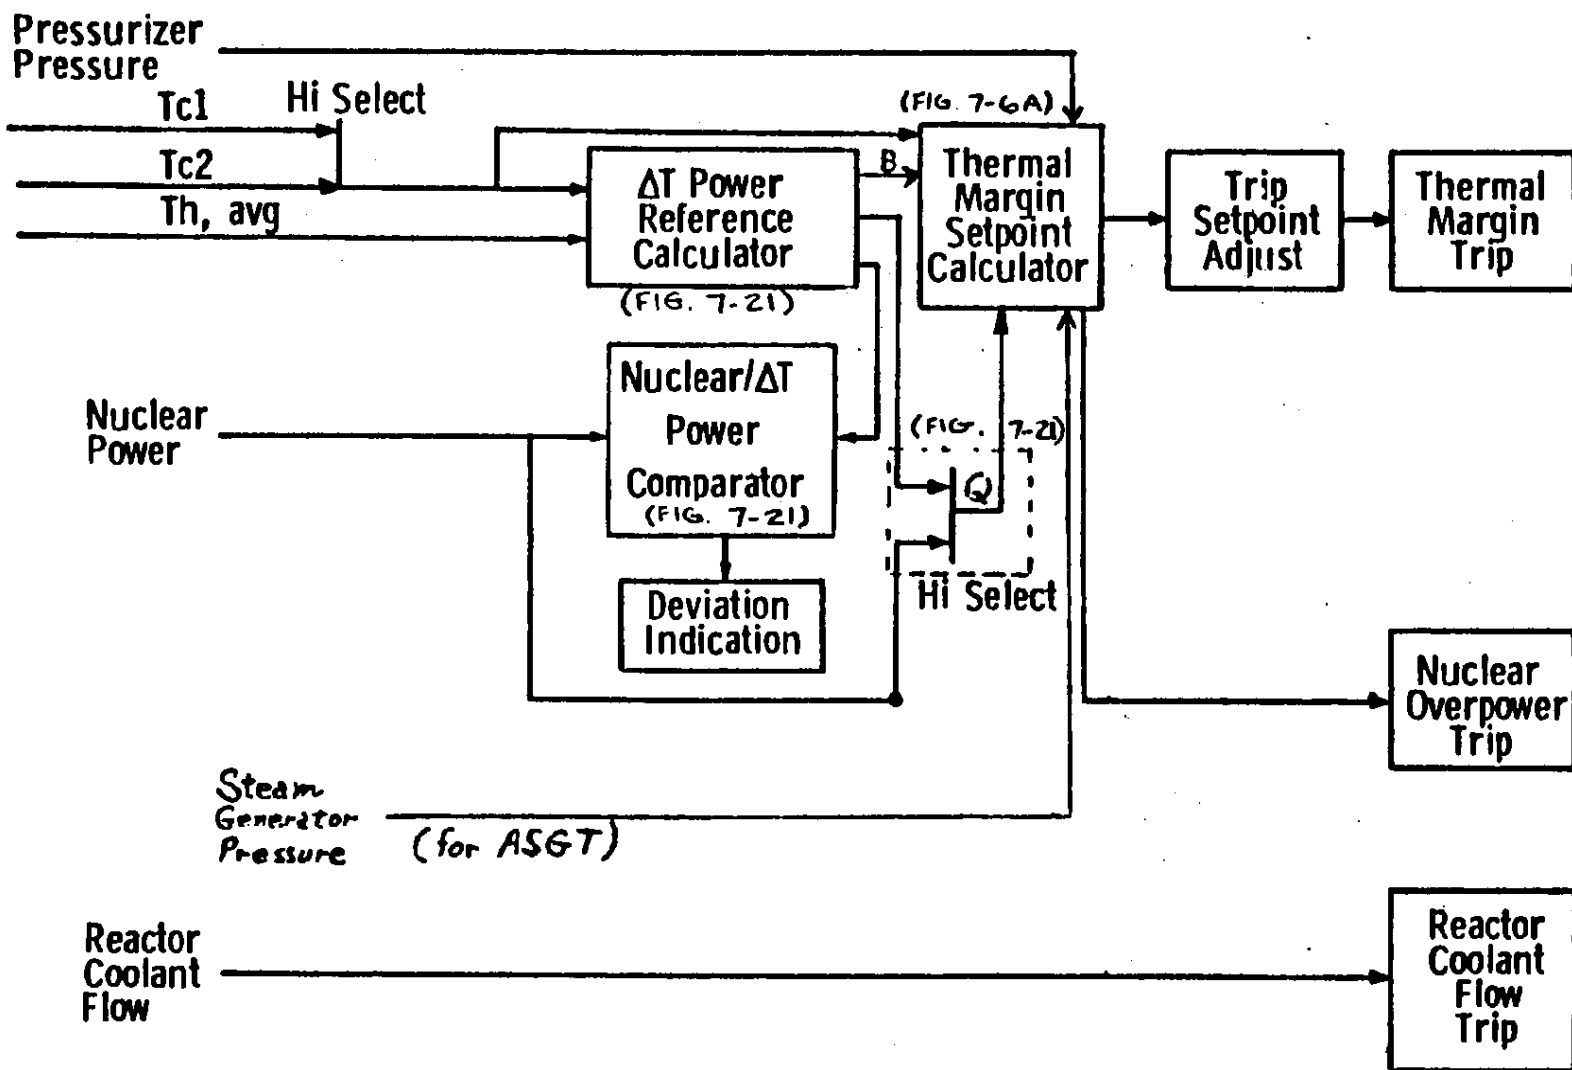 Pressurizer
Pressure
Tc1
Hi Select
Tc2
Th, avg
ΔT Power
Reference
Calculator
(FIG. 7-21)
B
(FIG. 7-6A)
Thermal
Margin
Setpoint
Calculator
Trip
Setpoint
Adjust
Thermal
Margin
Trip
Nuclear
Power
Nuclear/ΔT
Power
Comparator
(FIG. 7-21)
Deviation
Indication
(FIG. 7-21)
Q
Hi Select
Nuclear
Overpower
Trip
Steam
Generator
Pressure
(for ASGT)
Reactor
Coolant
Flow
Reactor
Coolant
Flow
Trip